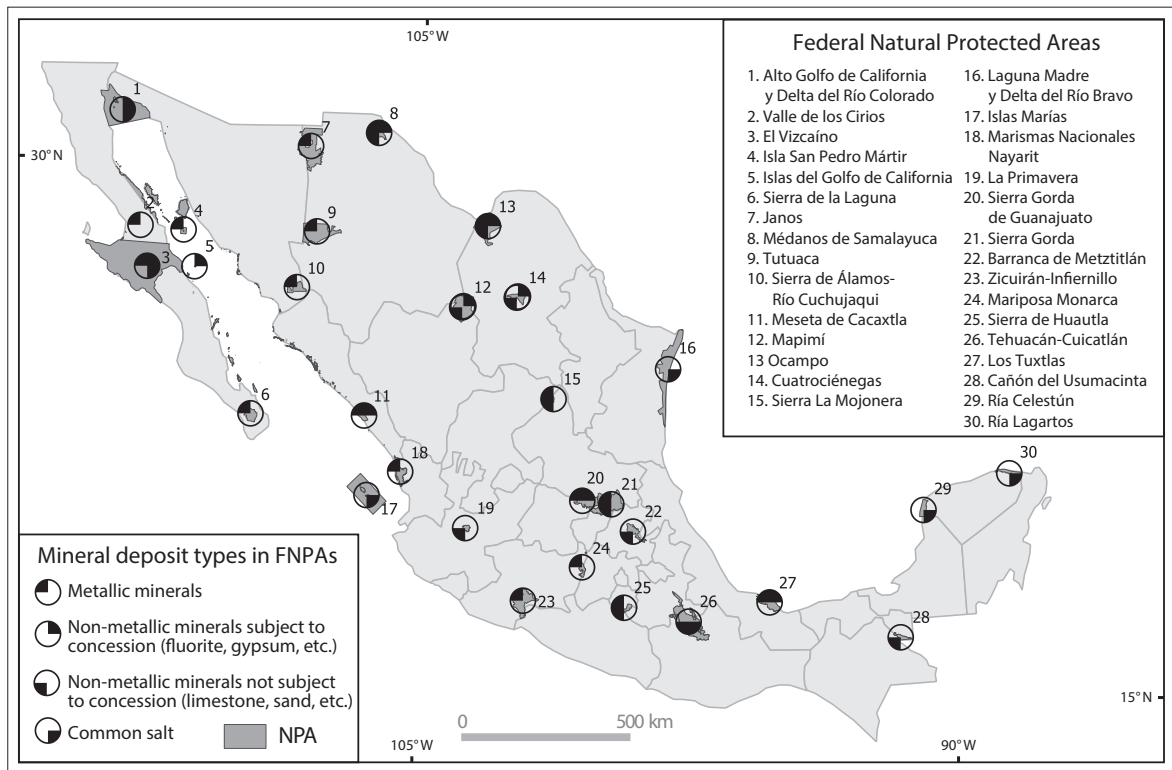 105°W
Federal Natural Protected Areas
1. Alto Golfo de California
y Delta del Río Colorado
2. Valle de los Cirios
3. El Vizcaíno
4. Isla San Pedro Mártir
5. Islas del Golfo de California
6. Sierra de la Laguna
7. Janos
8. Médanos de Samalayuca
9. Tutuaca
10. Sierra de Álamos-
Río Cuchujaqui
11. Meseta de Cacaxtla
12. Mapimí
13 Ocampo
14. Cuatrociénegas
15. Sierra La Mojonera
16. Laguna Madre
y Delta del Río Bravo
17. Islas Marías
18. Marismas Nacionales
Nayarit
19. La Primavera
20. Sierra Gorda
de Guanajuato
21. Sierra Gorda
22. Barranca de Metztitlán
23. Zicuirán-Infiernillo
24. Mariposa Monarca
25. Sierra de Huautla
26. Tehuacán-Cuicatlán
27. Los Tuxtlas
28. Cañón del Usumacinta
29. Ría Celestún
30. Ría Lagartos
1
8
7
30°N
2
4
13
9
5
3
10
12
14
16
15
6
11
18
30
17
20
21
29
19
22
24
23
25
26
27
28
Mineral deposit types in FNPAs
Metallic minerals
Non-metallic minerals subject to
concession (fluorite, gypsum, etc.)
Non-metallic minerals not subject
to concession (limestone, sand, etc.)
Common salt
NPA
0
500 km
15°N
105°W
90°W